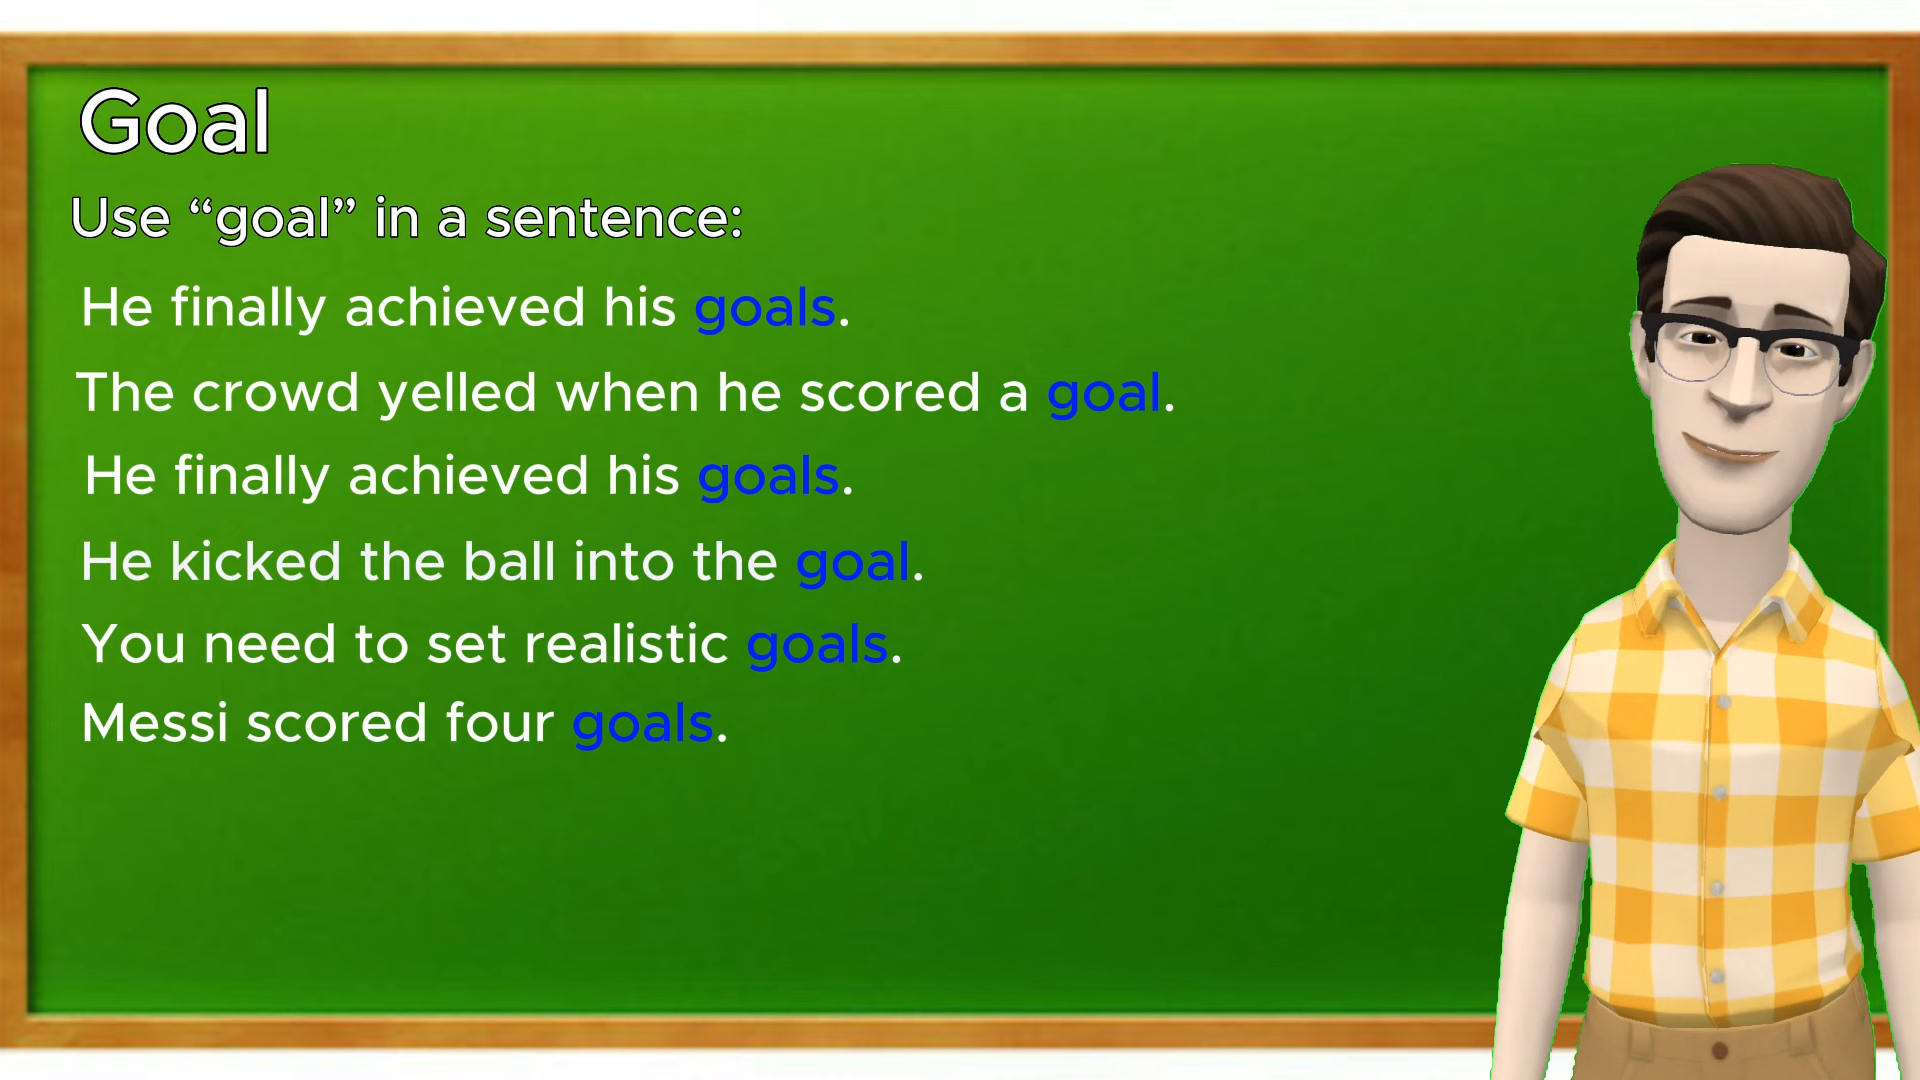 Goal
Use “goal” in a sentence:
He finally achieved his goals.
The crowd yelled when he scored a goal.
He finally achieved his goals.
He kicked the ball into the goal.
You need to set realistic goals.
Messi scored four goals.